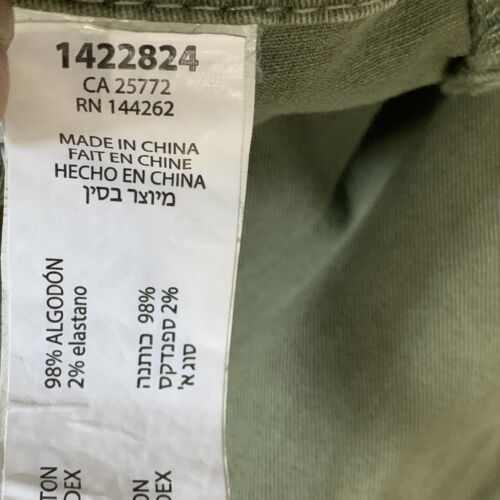 1422824
CA 25772
RN 144262
MADE IN CHINA
FAIT EN CHINE
HECHO EN CHINA
מיוצר בסין
98% ALGODÓN
2% elastano
98% כותנה
2% ספנדקס
סוג א'